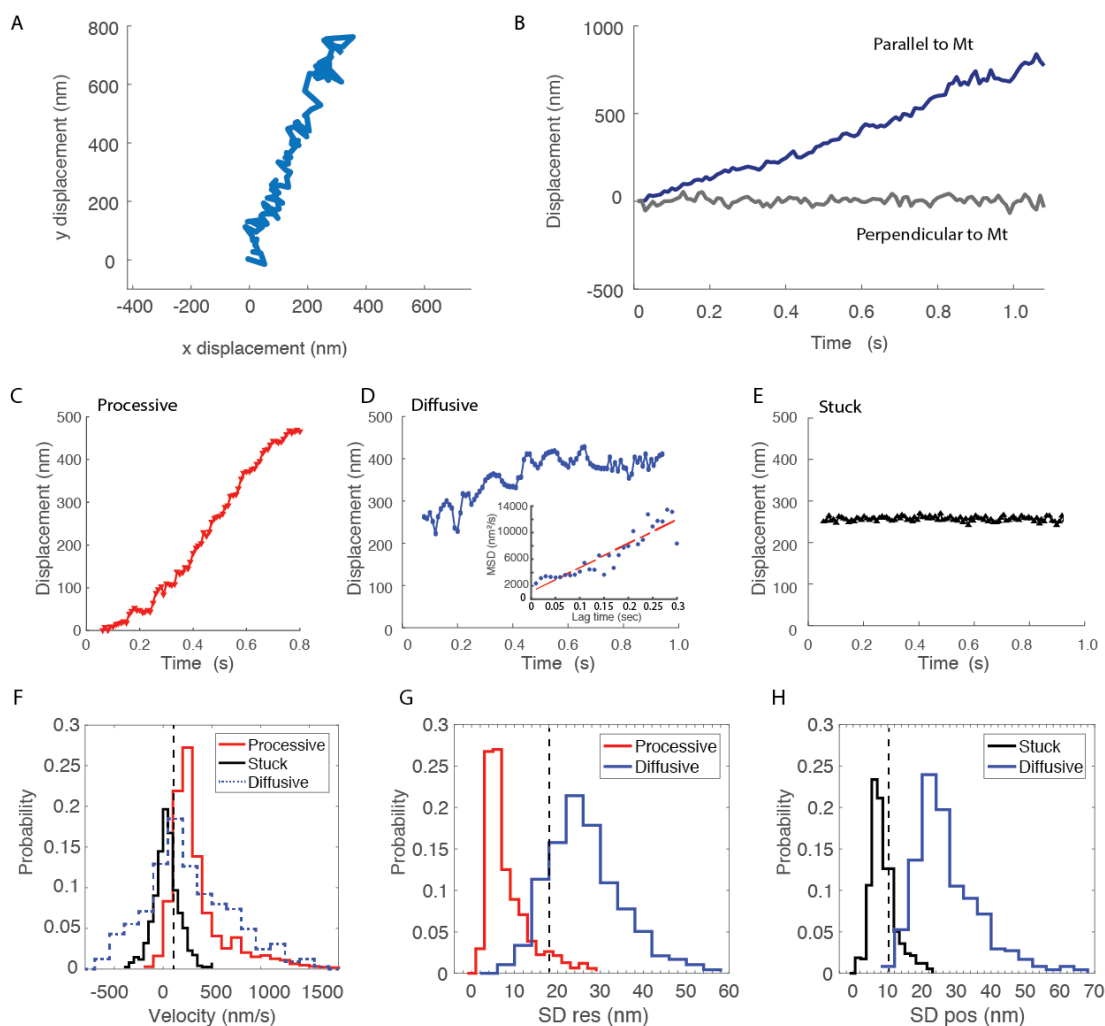 A
800
600
400
200
0
y displacement (nm)
-400
-200
0
200
400
600
x displacement (nm)
B
1000
500
0
-500
Displacement (nm)
Parallel to Mt
Perpendicular to Mt
0
0.2
0.4
0.6
0.8
1.0
Time (s)
C
Processive
500
400
300
200
100
0
Displacement (nm)
0
0.2
0.4
0.6
0.8
Time (s)
D
Diffusive
500
400
300
200
100
0
Displacement (nm)
14000
10000
6000
2000
0
MSD (nm²/s)
0.05
0.1
0.15
0.2
0.25
0.3
Lag time (sec)
0
0.2
0.4
0.6
0.8
1.0
Time (s)
E
Stuck
500
400
300
200
100
0
Displacement (nm)
0
0.2
0.4
0.6
0.8
1.0
Time (s)
F
0.3
0.25
0.2
0.15
0.1
0.05
0
Probability
Processive
Stuck
Diffusive
-500
0
500
1000
1500
Velocity (nm/s)
G
0.3
0.25
0.2
0.15
0.1
0.05
0
Probability
Processive
Diffusive
0
10
20
30
40
50
60
SD res (nm)
H
0.3
0.25
0.2
0.15
0.1
0.05
0
Probability
Stuck
Diffusive
0
10
20
30
40
50
60
70
SD pos (nm)